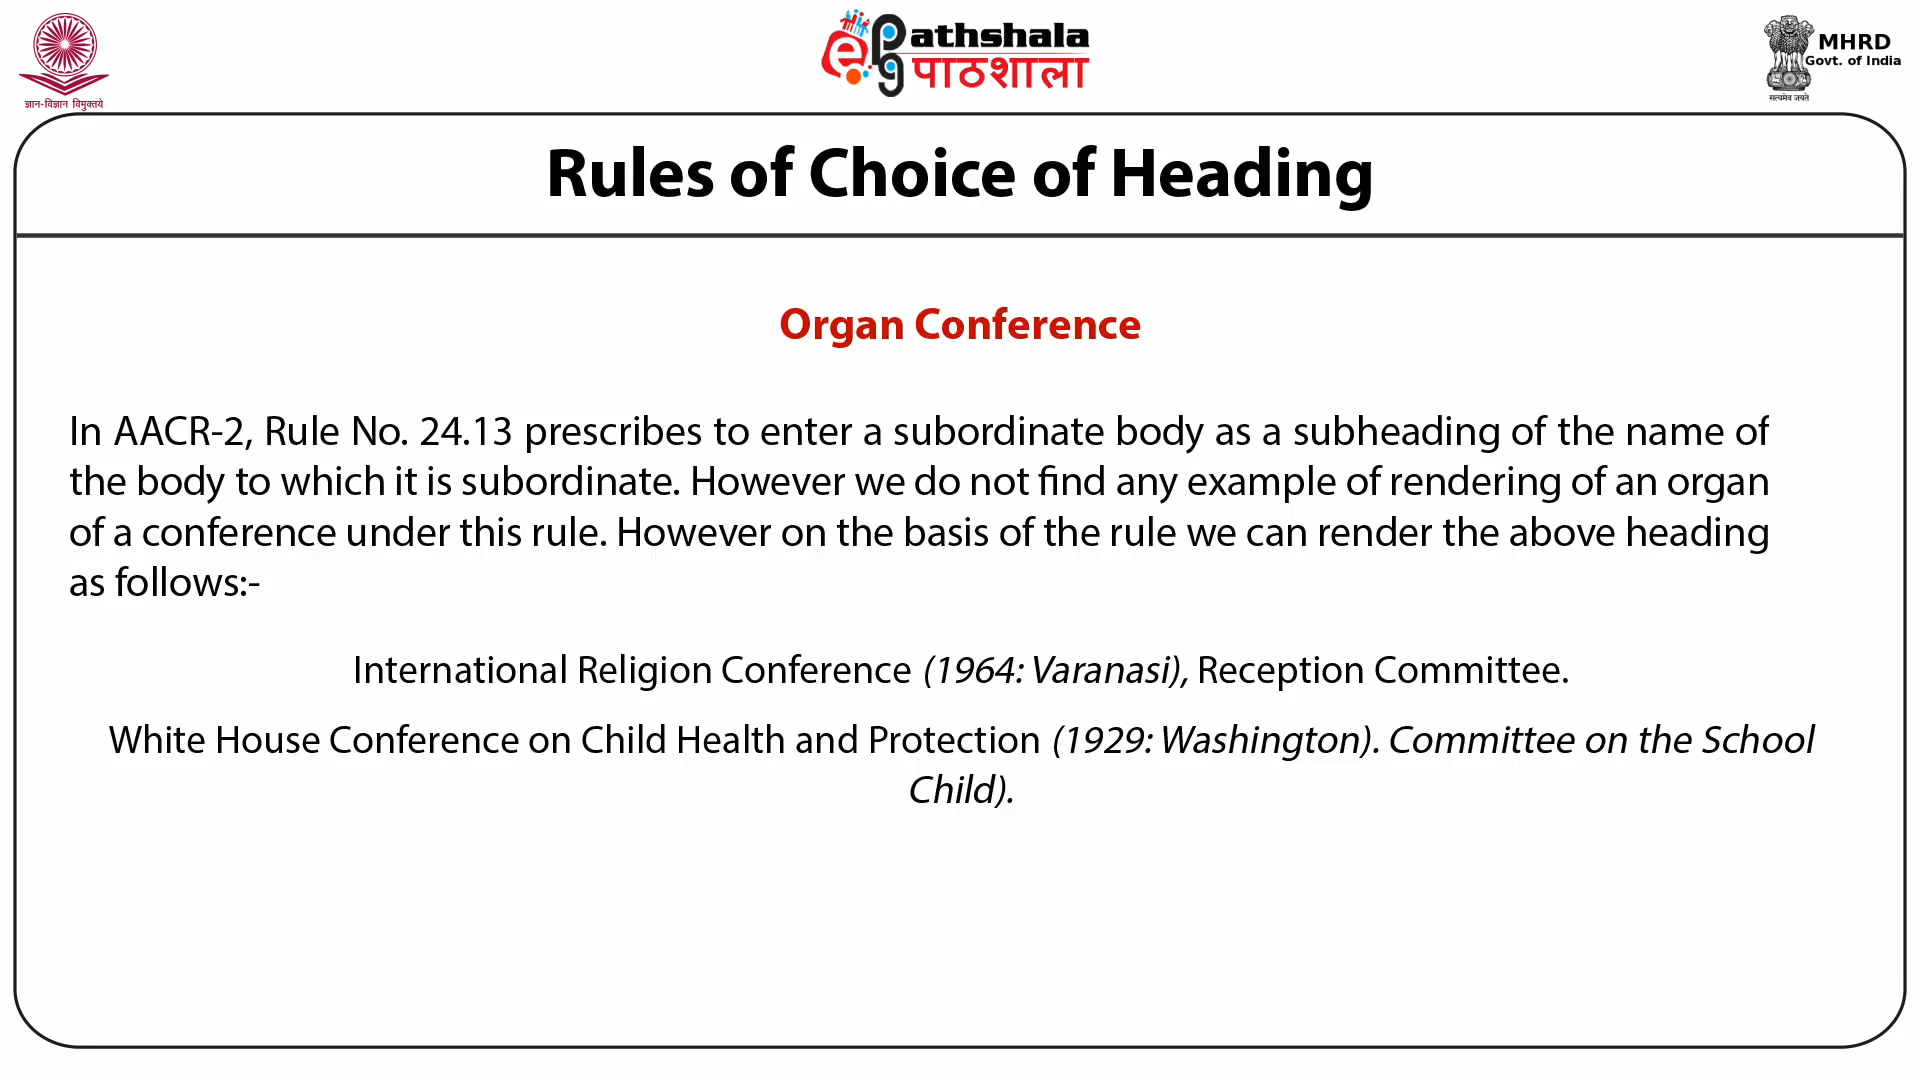 ज्ञान-विज्ञान विमुक्तये
ePathshala
पाठशाला
MHRD
Govt. of India
सत्यमेव जयते
Rules of Choice of Heading
Organ Conference
In AACR-2, Rule No. 24.13 prescribes to enter a subordinate body as a subheading of the name of
the body to which it is subordinate. However we do not find any example of rendering of an organ
of a conference under this rule. However on the basis of the rule we can render the above heading
as follows:-
International Religion Conference (1964: Varanasi), Reception Committee.
White House Conference on Child Health and Protection (1929: Washington). Committee on the School
Child).